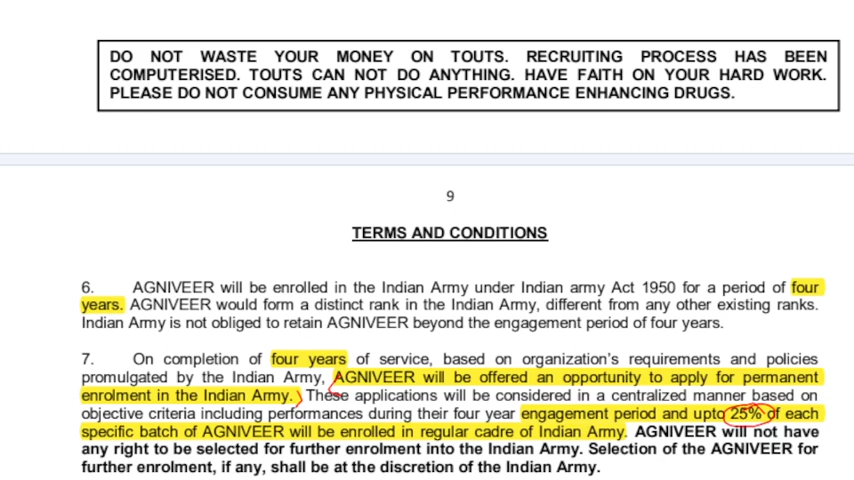 DO NOT WASTE YOUR MONEY ON TOUTS. RECRUITING PROCESS HAS BEEN
COMPUTERISED. TOUTS CAN NOT DO ANYTHING. HAVE FAITH ON YOUR HARD WORK.
PLEASE DO NOT CONSUME ANY PHYSICAL PERFORMANCE ENHANCING DRUGS.
9
TERMS AND CONDITIONS
6. AGNIVEER will be enrolled in the Indian Army under Indian army Act 1950 for a period of four
years. AGNIVEER would form a distinct rank in the Indian Army, different from any other existing ranks.
Indian Army is not obliged to retain AGNIVEER beyond the engagement period of four years.
7. On completion of four years of service, based on organization's requirements and policies
promulgated by the Indian Army, AGNIVEER will be offered an opportunity to apply for permanent
enrolment in the Indian Army. These applications will be considered in a centralized manner based on
objective criteria including performances during their four year engagement period and upto 25% of each
specific batch of AGNIVEER will be enrolled in regular cadre of Indian Army. AGNIVEER will not have
any right to be selected for further enrolment into the Indian Army. Selection of the AGNIVEER for
further enrolment, if any, shall be at the discretion of the Indian Army.